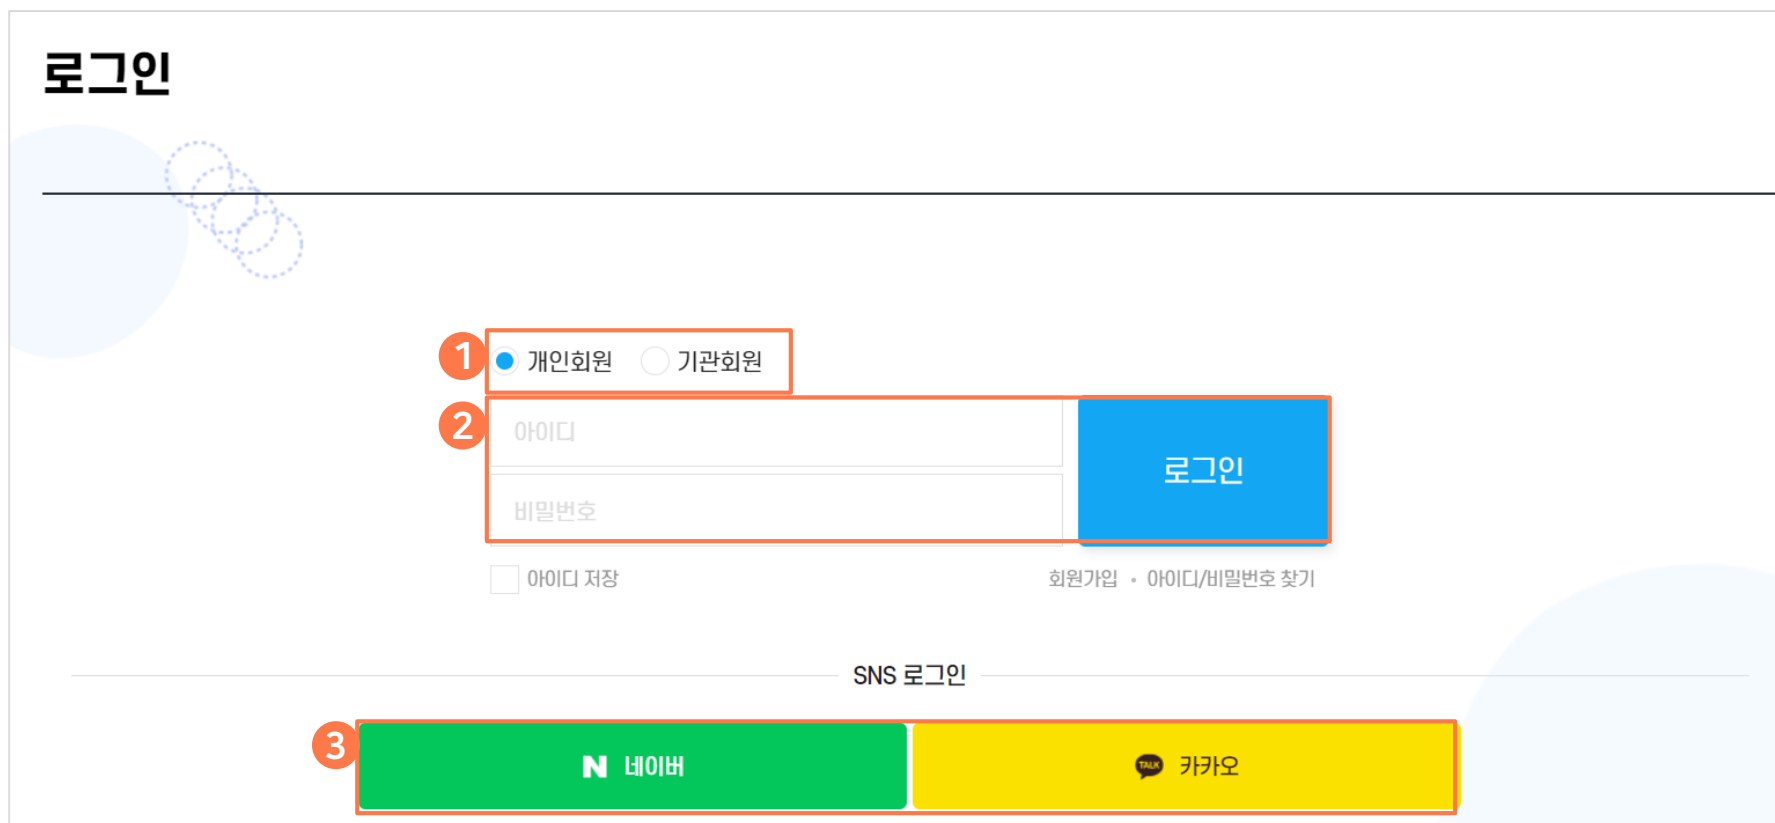 로그인
1 개인회원 기관회원
2 아이디
비밀번호
로그인
아이디 저장 회원가입 • 아이디/비밀번호 찾기
SNS 로그인
3 N 네이버 TALK 카카오